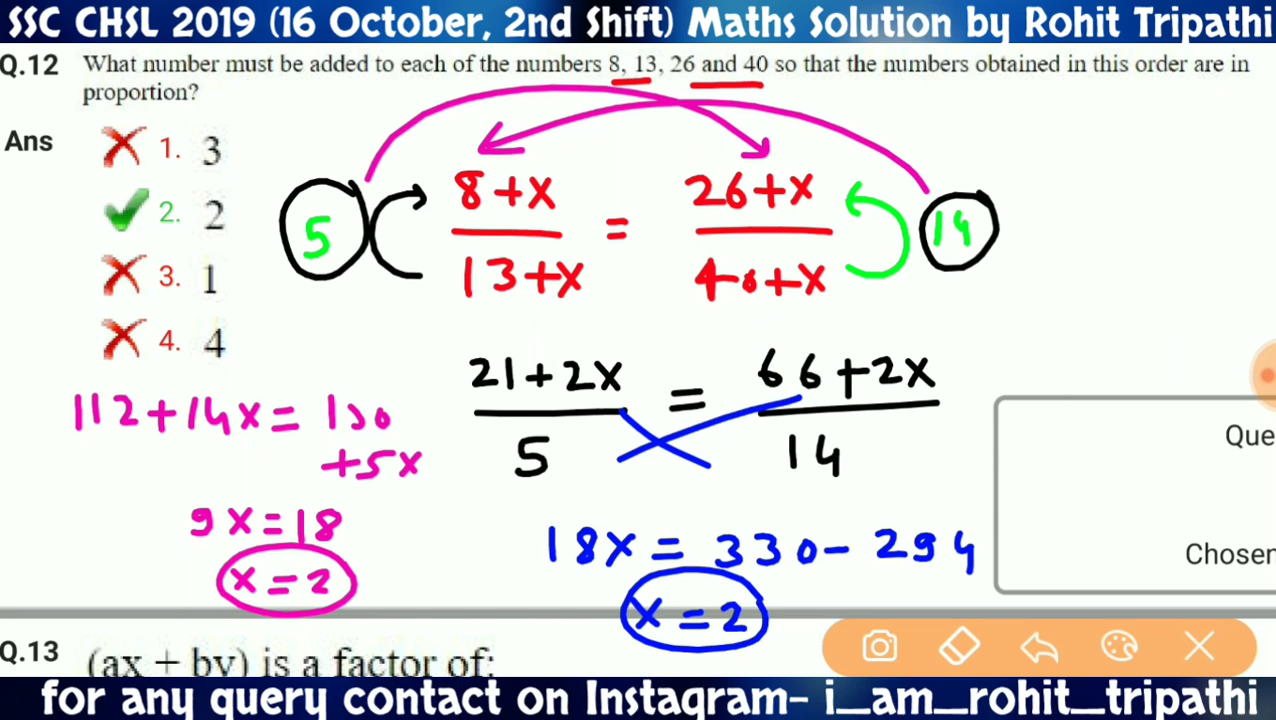 SSC CHSL 2019 (16 October, 2nd Shift) Maths Solution by Rohit Tripathi
Q.12 What number must be added to each of the numbers 8, 13, 26 and 40 so that the numbers obtained in this order are in
proportion?
Ans
1. 3
2. 2
3. 1
4. 4
5
8+x
13+x
=
26+x
40+x
14
21+2x
5
=
66+2x
14
112+14x = 130
+5x
9x=18
x=2
18x = 330- 294
x=2
Que
Chosen
Q.13 (ax + by) is a factor of:
for any query contact on Instagram- i_am_rohit_tripathi